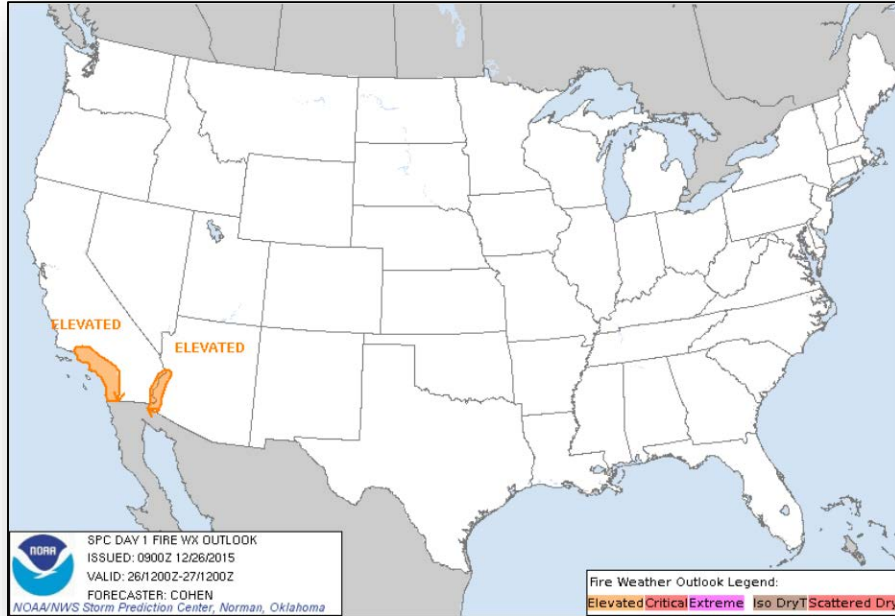 ELEVATED
ELEVATED
NOAA
SPC DAY 1 FIRE WX OUTLOOK
ISSUED: 0900Z 12/26/2015
VALID: 26/1200Z-27/1200Z
FORECASTER: COHEN
NOAA/NWS Storm Prediction Center, Norman, Oklahoma
Fire Weather Outlook Legend:
Elevated Critical Extreme Iso DryT Scattered Dr